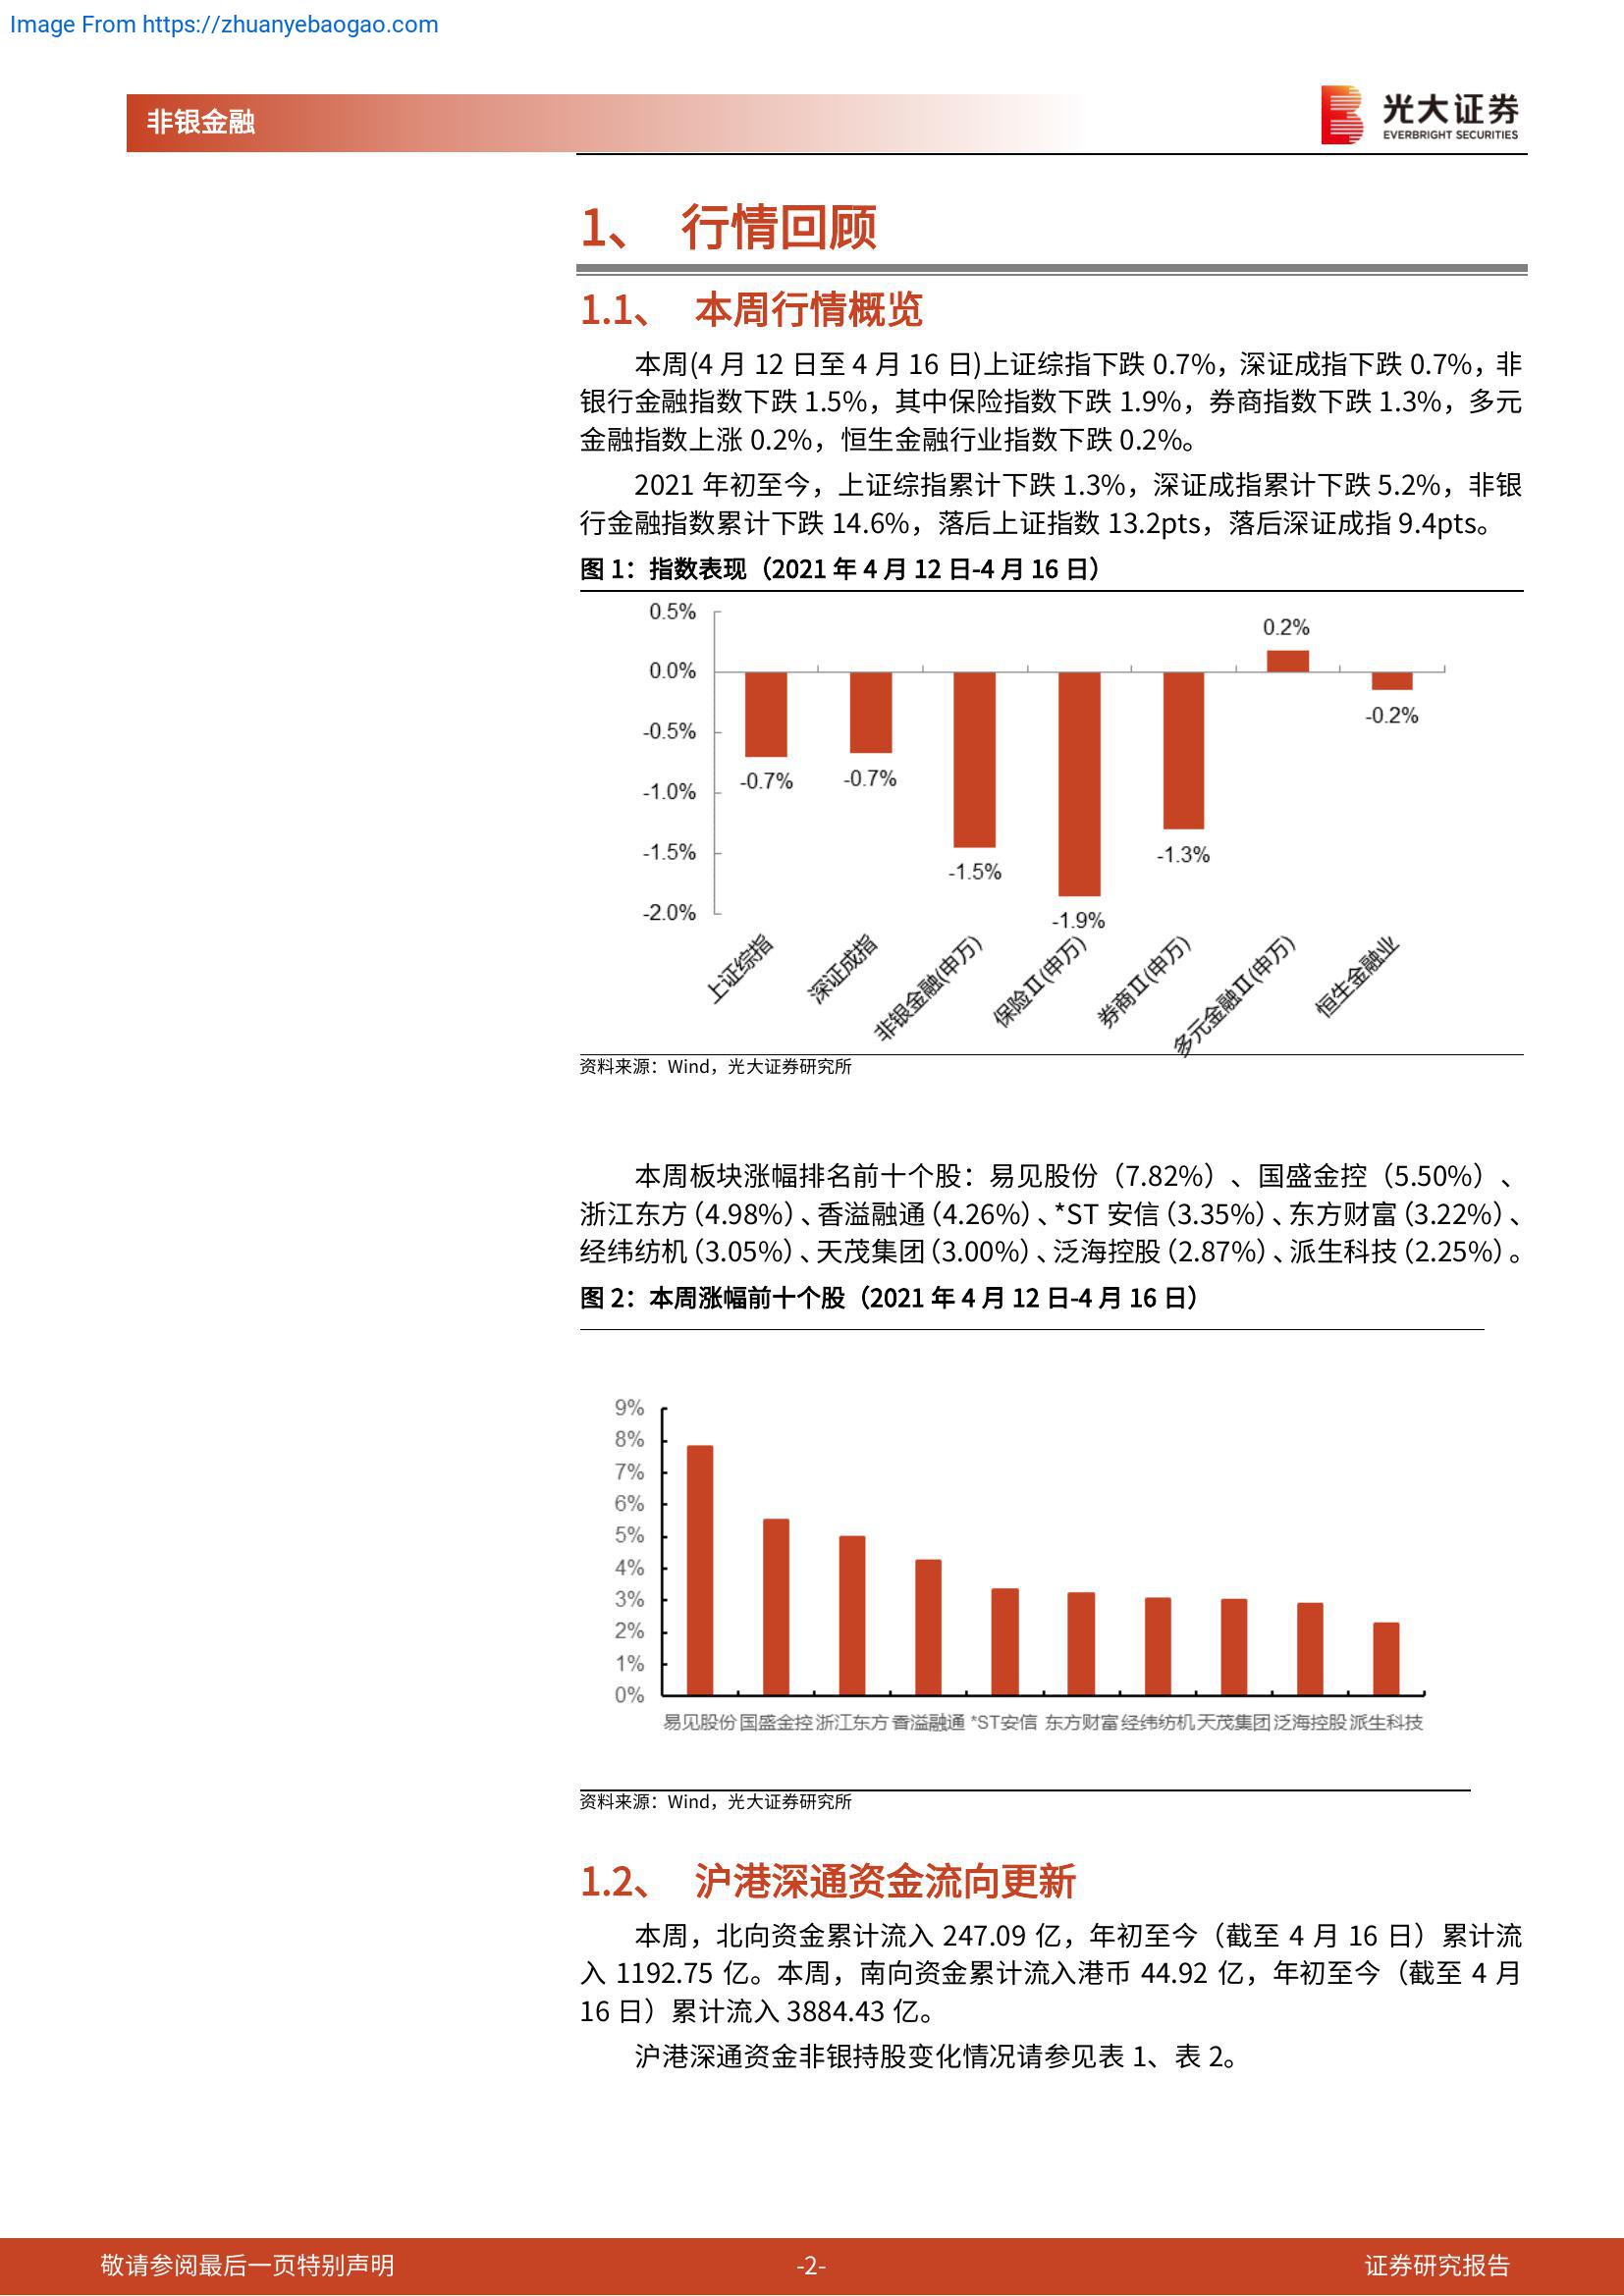 Image From https://zhuanyebaogao.com
非银金融
光大证券
EVERBRIGHT SECURITIES
1、 行情回顾
1.1、 本周行情概览
本周(4 月 12 日至 4 月 16 日)上证综指下跌 0.7%，深证成指下跌 0.7%，非
银行金融指数下跌 1.5%，其中保险指数下跌 1.9%，券商指数下跌 1.3%，多元
金融指数上涨 0.2%，恒生金融行业指数下跌 0.2%。
2021 年初至今，上证综指累计下跌 1.3%，深证成指累计下跌 5.2%，非银
行金融指数累计下跌 14.6%，落后上证指数 13.2pts，落后深证成指 9.4pts。
图 1：指数表现（2021 年 4 月 12 日-4 月 16 日）
0.5%
0.0%
-0.5%
-1.0%
-1.5%
-2.0%
-0.7%
-0.7%
-1.5%
-1.9%
-1.3%
0.2%
-0.2%
上证综指
深证成指
非银金融(申万)
保险Ⅱ(申万)
券商Ⅱ(申万)
多元金融Ⅱ(申万)
恒生金融业
资料来源：Wind，光大证券研究所
本周板块涨幅排名前十个股：易见股份（7.82%）、国盛金控（5.50%）、
浙江东方（4.98%）、香溢融通（4.26%）、*ST 安信（3.35%）、东方财富（3.22%）、
经纬纺机（3.05%）、天茂集团（3.00%）、泛海控股（2.87%）、派生科技（2.25%）。
图 2：本周涨幅前十个股（2021 年 4 月 12 日-4 月 16 日）
9%
8%
7%
6%
5%
4%
3%
2%
1%
0%
易见股份 国盛金控 浙江东方 香溢融通 *ST安信 东方财富 经纬纺机 天茂集团 泛海控股 派生科技
资料来源：Wind，光大证券研究所
1.2、 沪港深通资金流向更新
本周，北向资金累计流入 247.09 亿，年初至今（截至 4 月 16 日）累计流
入 1192.75 亿。本周，南向资金累计流入港币 44.92 亿，年初至今（截至 4 月
16 日）累计流入 3884.43 亿。
沪港深通资金非银持股变化情况请参见表 1、表 2。
敬请参阅最后一页特别声明
-2-
证券研究报告